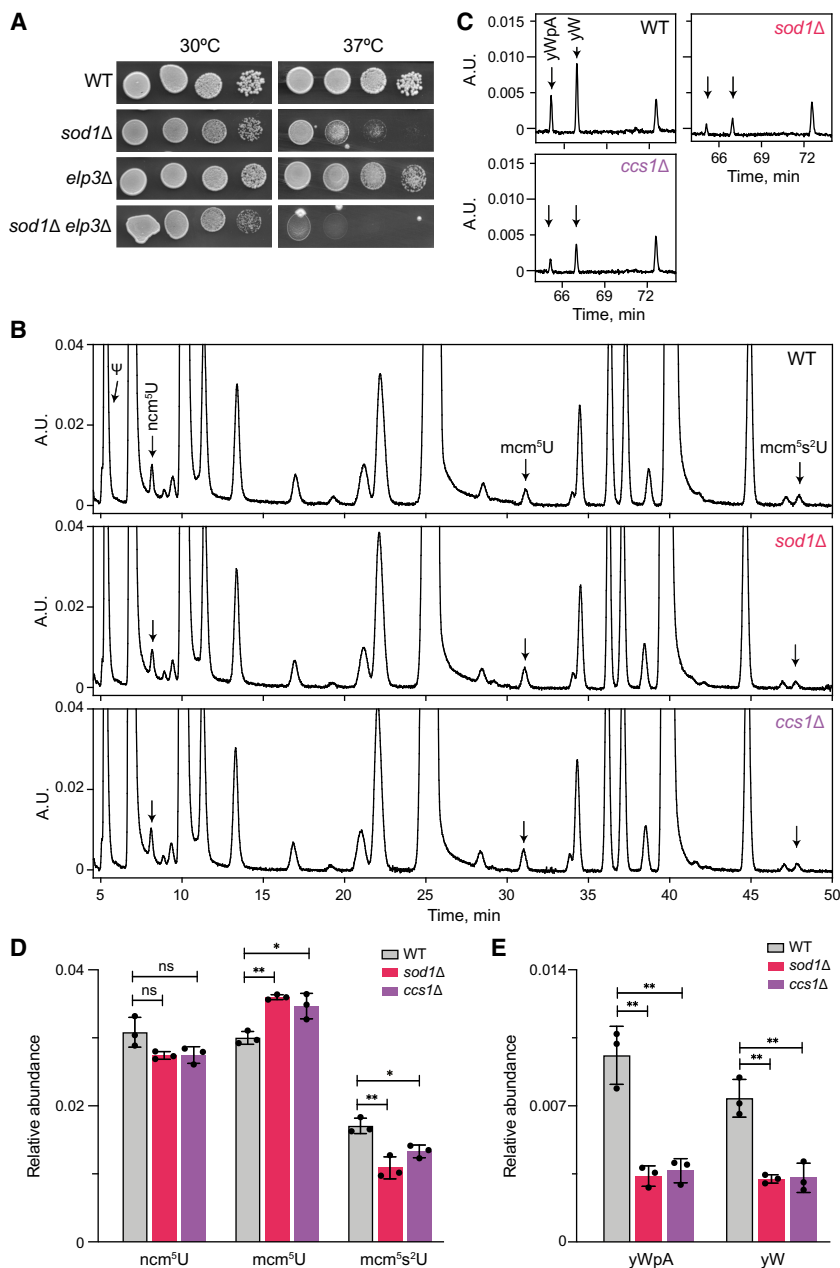 A
30ºC
37ºC
WT
sod1Δ
elp3Δ
sod1Δ elp3Δ
C
0.015
0.010
0.005
0
A.U.
yWpA
yW
WT
sod1Δ
66
69
72
Time, min
ccs1Δ
0.015
0.010
0.005
0
A.U.
66
69
72
Time, min
B
0.04
0.02
0
A.U.
Ψ
ncm⁵U
mcm⁵U
mcm⁵s²U
WT
0.04
0.02
0
A.U.
sod1Δ
0.04
0.02
0
A.U.
ccs1Δ
5 10 15 20 25 30 35 40 45 50
Time, min
D
WT
sod1Δ
ccs1Δ
0.04
0.02
0
Relative abundance
ns
ns
*
**
*
**
ncm⁵U
mcm⁵U
mcm⁵s²U
E
WT
sod1Δ
ccs1Δ
0.014
0.007
0
Relative abundance
**
**
**
**
yWpA
yW